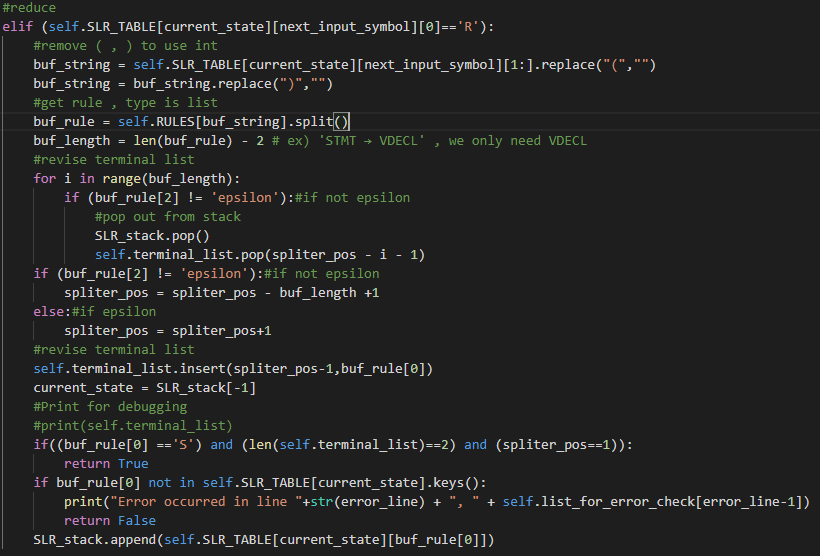 #reduce
elif (self.SLR_TABLE[current_state][next_input_symbol][0]=='R'):
    #remove ( , ) to use int
    buf_string = self.SLR_TABLE[current_state][next_input_symbol][1:].replace("(","")
    buf_string = buf_string.replace(")","")
    #get rule , type is list
    buf_rule = self.RULES[buf_string].split()
    buf_length = len(buf_rule) - 2 # ex) 'STMT → VDECL' , we only need VDECL
    #revise terminal list
    for i in range(buf_length):
        if (buf_rule[2] != 'epsilon'):#if not epsilon
            #pop out from stack
            SLR_stack.pop()
            self.terminal_list.pop(spliter_pos - i - 1)
    if (buf_rule[2] != 'epsilon'):#if not epsilon
        spliter_pos = spliter_pos - buf_length +1
    else:#if epsilon
        spliter_pos = spliter_pos+1
    #revise terminal list
    self.terminal_list.insert(spliter_pos-1,buf_rule[0])
    current_state = SLR_stack[-1]
    #Print for debugging
    #print(self.terminal_list)
    if((buf_rule[0] =='S') and (len(self.terminal_list)==2) and (spliter_pos==1)):
        return True
    if buf_rule[0] not in self.SLR_TABLE[current_state].keys():
        print("Error occurred in line "+str(error_line) + ", " + self.list_for_error_check[error_line-1])
        return False
    SLR_stack.append(self.SLR_TABLE[current_state][buf_rule[0]])